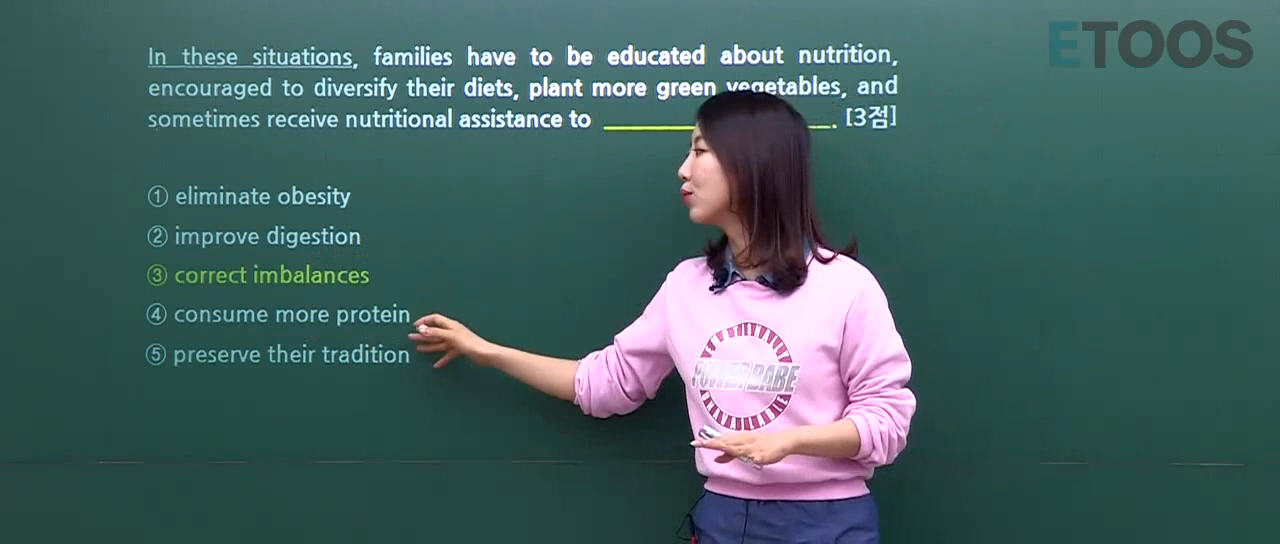 ETOOS
In these situations, families have to be educated about nutrition,
encouraged to diversify their diets, plant more green vegetables, and
sometimes receive nutritional assistance to ____________. [3점]
① eliminate obesity
② improve digestion
③ correct imbalances
④ consume more protein
⑤ preserve their tradition
POWER BABE